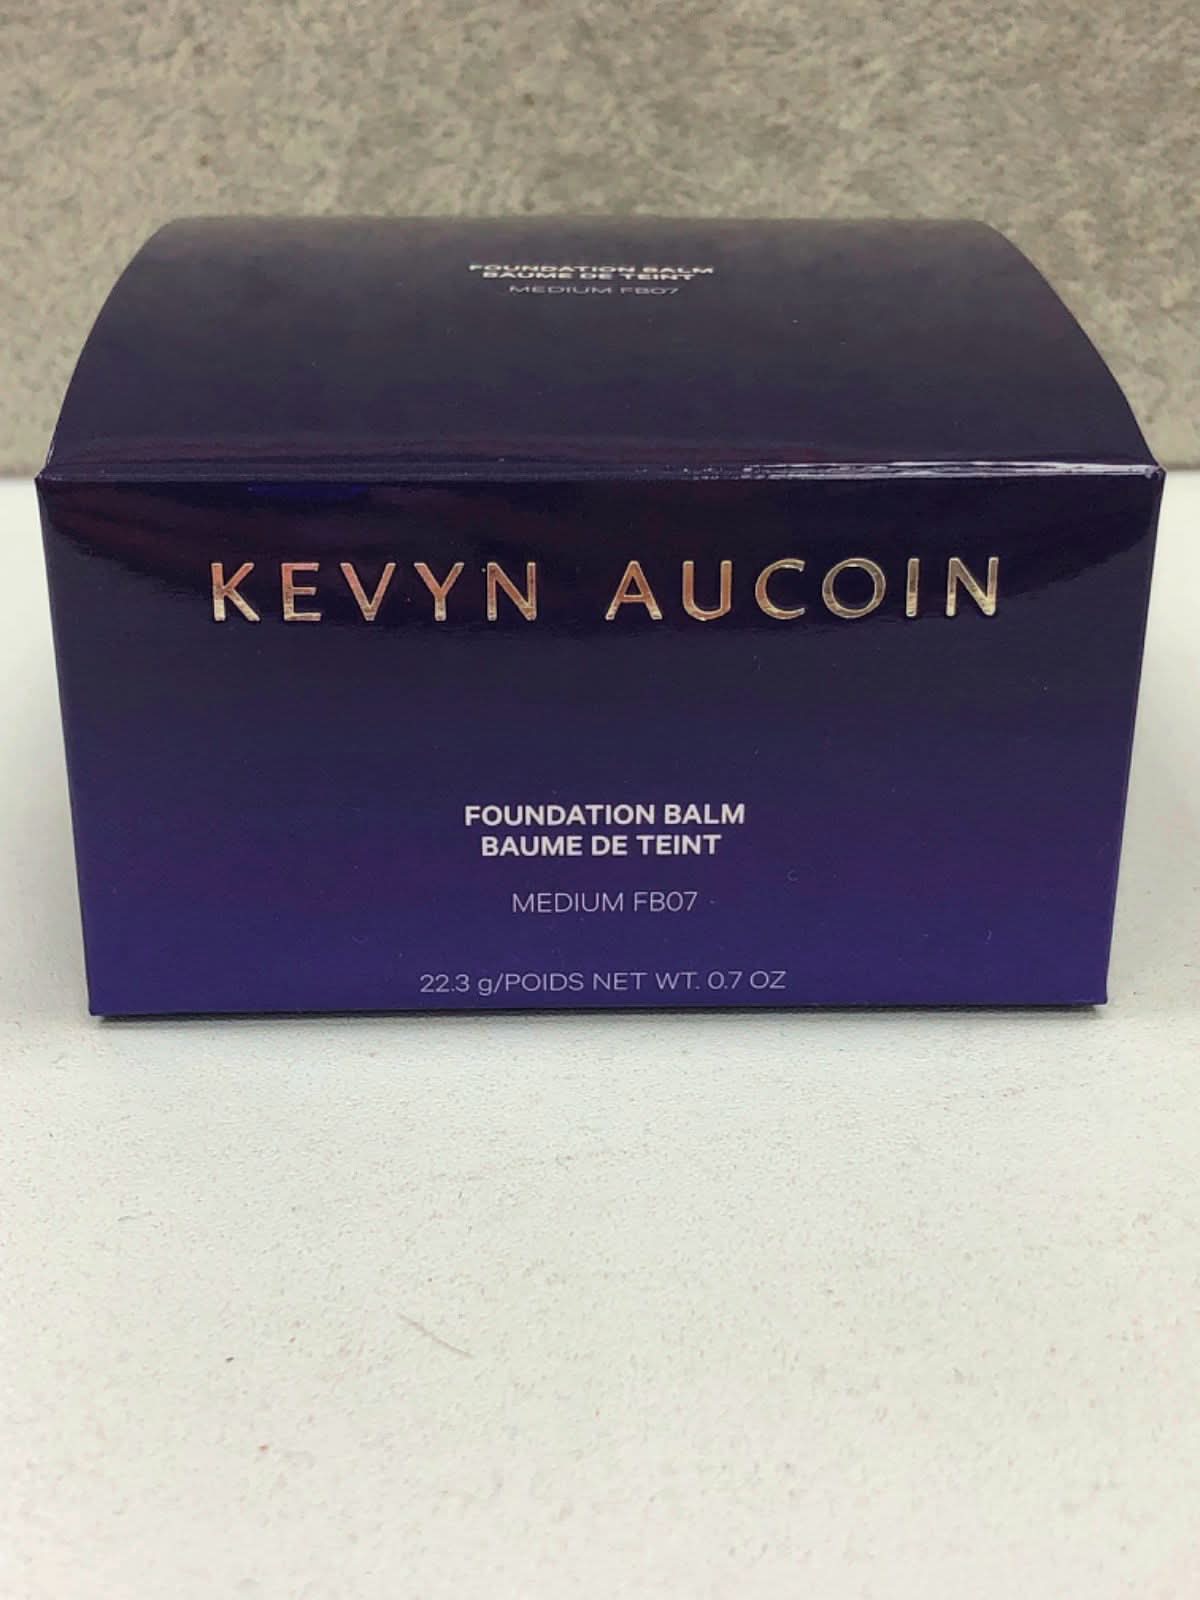 FOUNDATION BALM
BAUME DE TEINT
MEDIUM FB07
KEVYN AUCOIN
FOUNDATION BALM
BAUME DE TEINT
MEDIUM FB07
22.3 g/POIDS NET WT. 0.7 OZ